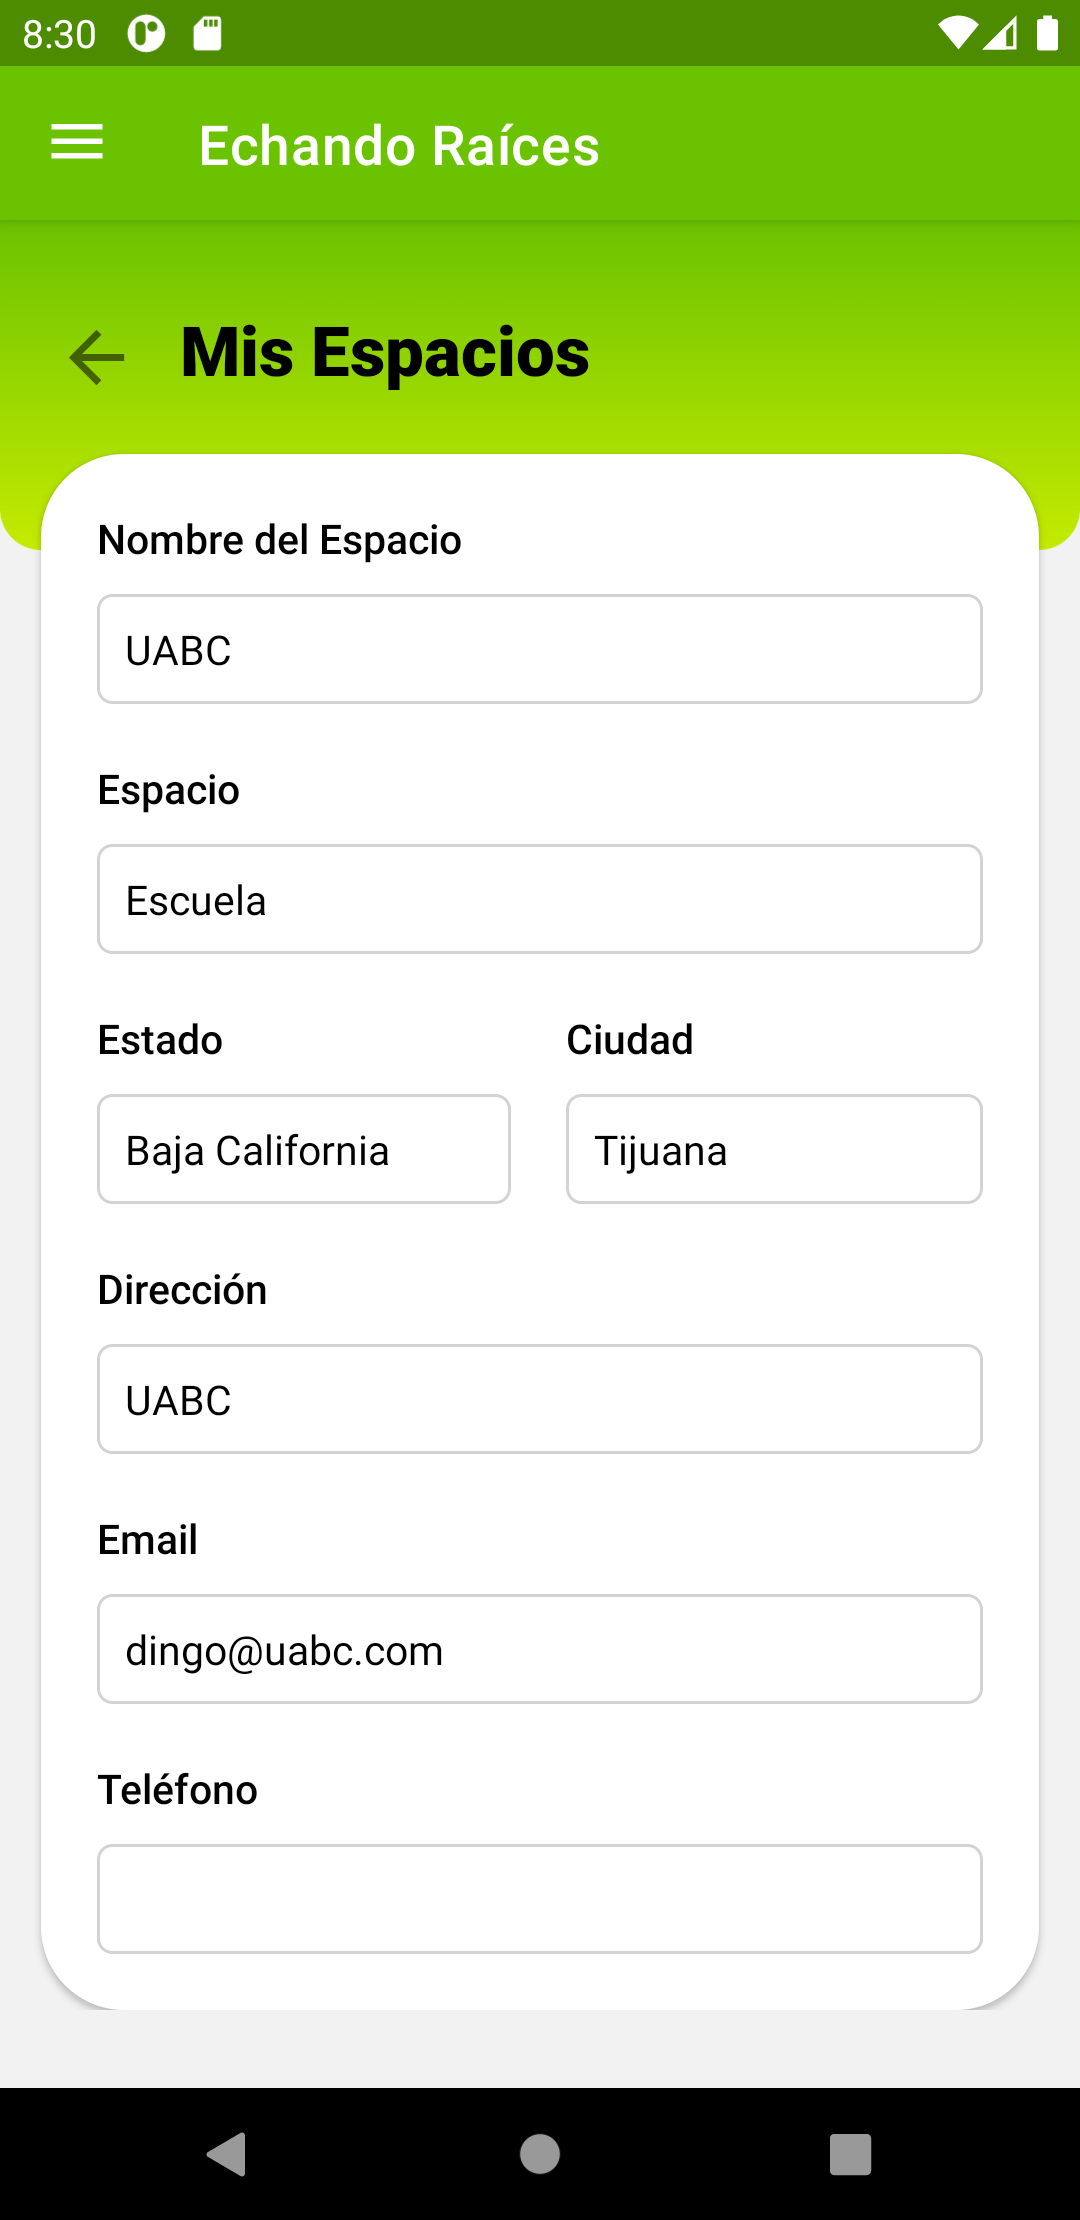 8:30
Echando Raíces
Mis Espacios
Nombre del Espacio
UABC
Espacio
Escuela
Estado
Ciudad
Baja California
Tijuana
Dirección
UABC
Email
dingo@uabc.com
Teléfono